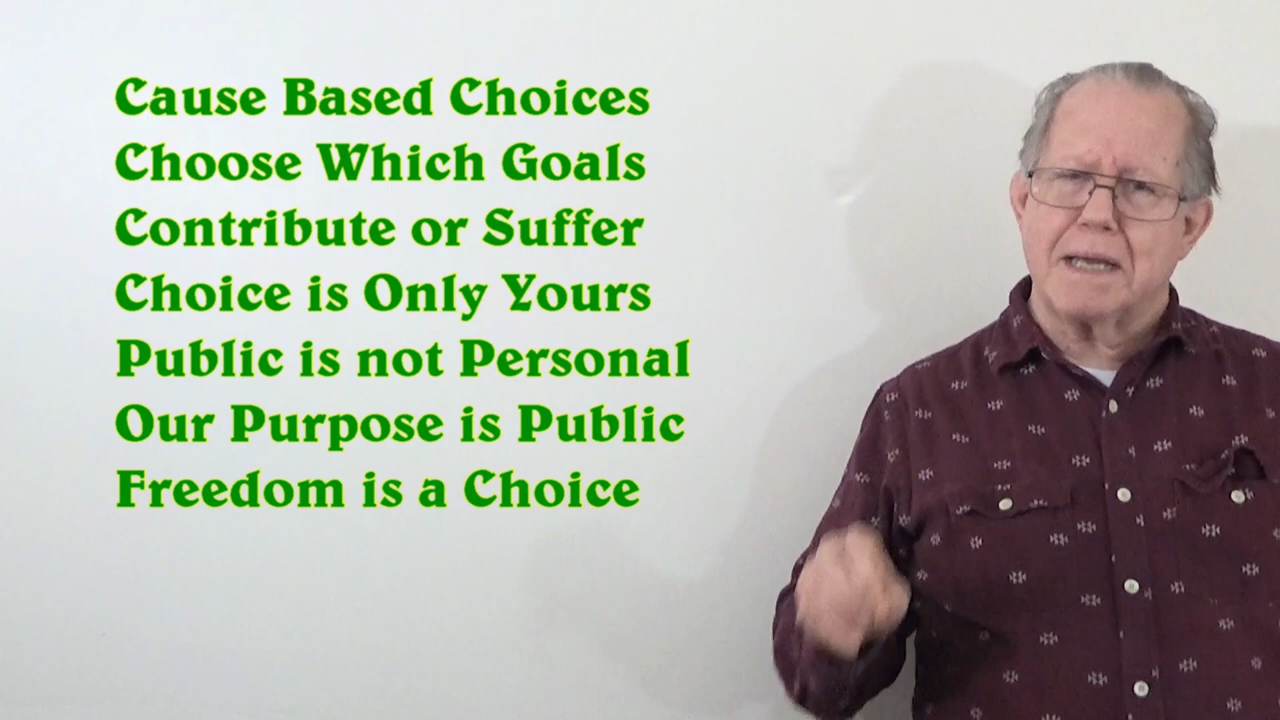 Cause Based Choices
Choose Which Goals
Contribute or Suffer
Choice is Only Yours
Public is not Personal
Our Purpose is Public
Freedom is a Choice